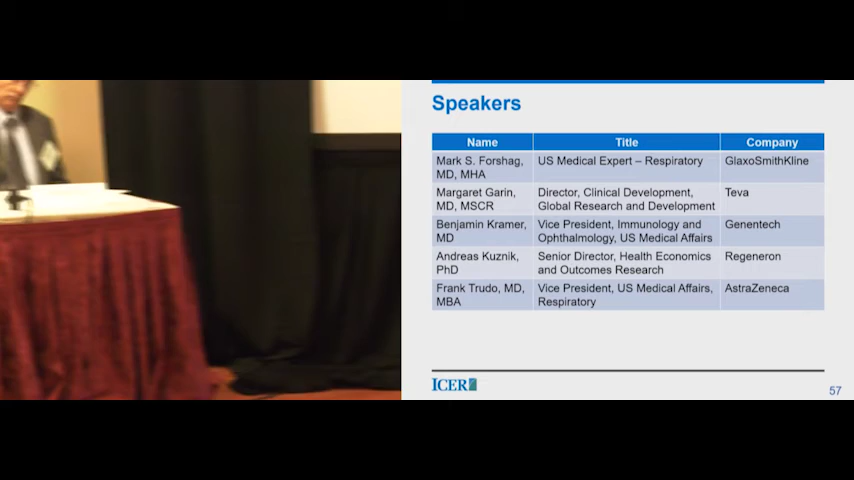 Speakers
Name Title Company
Mark S. Forshag, US Medical Expert – Respiratory GlaxoSmithKline
MD, MHA
Margaret Garin, Director, Clinical Development, Teva
MD, MSCR Global Research and Development
Benjamin Kramer, Vice President, Immunology and Genentech
MD Ophthalmology, US Medical Affairs
Andreas Kuznik, Senior Director, Health Economics Regeneron
PhD and Outcomes Research
Frank Trudo, MD, Vice President, US Medical Affairs, AstraZeneca
MBA Respiratory
ICER
57